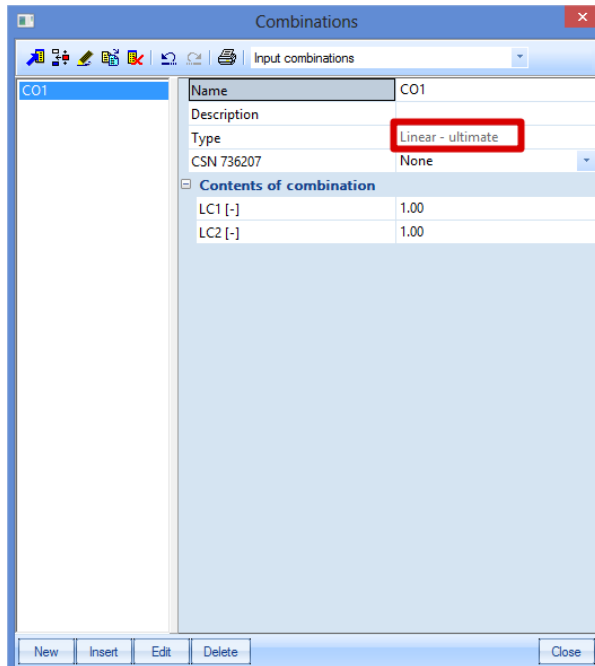 Combinations
Input combinations
CO1
Name CO1
Description
Type Linear - ultimate
CSN 736207 None
Contents of combination
LC1 [-] 1.00
LC2 [-] 1.00
New Insert Edit Delete Close